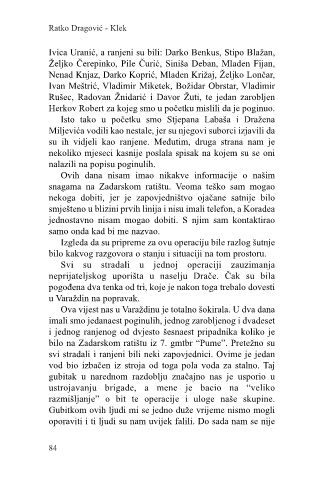 Ratko Dragović - Klek
Ivica Uranić, a ranjeni su bili: Darko Benkus, Stipo Blažan,
Željko Čerepinko, Pile Čurić, Siniša Deban, Mladen Fijan,
Nenad Knjaz, Darko Koprić, Mladen Križaj, Željko Lončar,
Ivan Meštrić, Vladimir Miketek, Božidar Obrstar, Vladimir
Rušec, Radovan Žnidarić i Davor Žuti, te jedan zarobljen
Herkov Robert za kojeg smo u početku mislili da je poginuo.
Isto tako u početku smo Stjepana Labaša i Dražena
Miljevića vodili kao nestale, jer su njegovi suborci izjavili da
su ih vidjeli kao ranjene. Međutim, druga strana nam je
nekoliko mjeseci kasnije poslala spisak na kojem su se oni
nalazili na popisu poginulih.
Ovih dana nisam imao nikakve informacije o našim
snagama na Zadarskom ratištu. Veoma teško sam mogao
nekoga dobiti, jer je zapovjedništvo ojačane satnije bilo
smješteno u blizini prvih linija i nisu imali telefon, a Koradea
jednostavno nisam mogao dobiti. S njim sam kontaktirao
samo onda kad bi me nazvao.
Izgleda da su pripreme za ovu operaciju bile razlog šutnje
bilo kakvog razgovora o stanju i situaciji na tom prostoru.
Svi su stradali u jednoj operaciji zauzimanja
neprijateljskog uporišta u naselju Drače. Čak su bila
pogođena dva tenka od tri, koje je nakon toga trebalo dovesti
u Varaždin na popravak.
Ova vijest nas u Varaždinu je totalno šokirala. U dva dana
imali smo jedanaest poginulih, jednog zarobljenog i dvadeset
i jednog ranjenog od dvjesto šesnaest pripadnika koliko je
bilo na Zadarskom ratištu iz 7. gmtbr “Pume”. Pretežno su
svi stradali i ranjeni bili neki zapovjednici. Ovime je jedan
vod bio izbačen iz stroja od toga pola voda za stalno. Taj
gubitak u narednom razdoblju značajno nas je usporio u
ustrojavanju brigade, a mene je bacio na “veliko
razmišljanje” o bit te operacije i uloge naše skupine.
Gubitkom ovih ljudi mi se jedno duže vrijeme nismo mogli
oporaviti i ti ljudi su nam uvijek falili. Do sada nam se nije
84